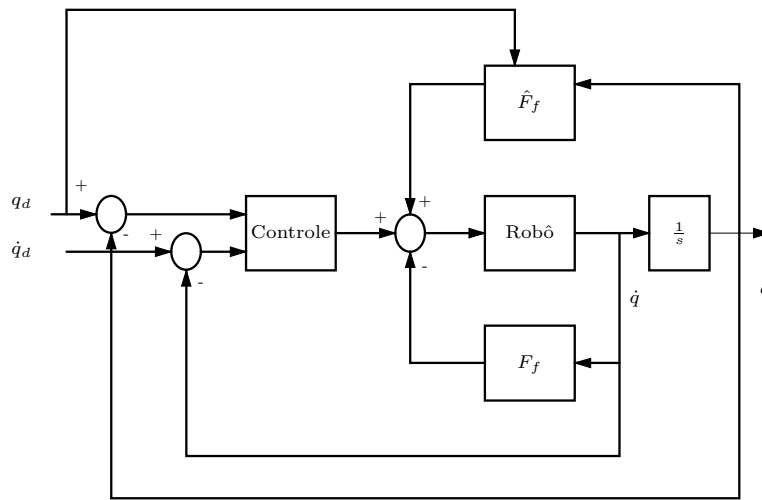 F̂_f
+
q_d
-
+
q̇_d
-
Controle
+
+
-
Robô
1/s
q̇
F_f